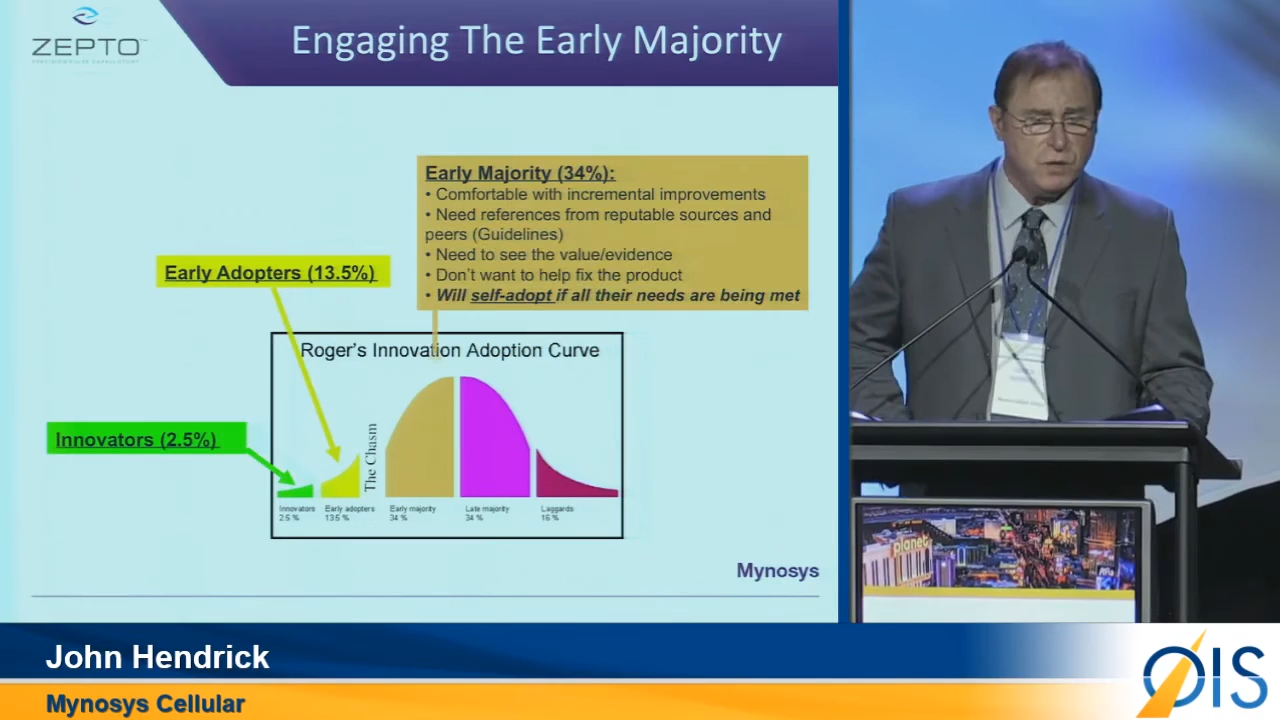 ZEPTO™
Engaging The Early Majority
Early Majority (34%):
• Comfortable with incremental improvements
• Need references from reputable sources and
peers (Guidelines)
• Need to see the value/evidence
• Don't want to help fix the product
• Will self-adopt if all their needs are being met
Early Adopters (13.5%)
Innovators (2.5%)
Roger's Innovation Adoption Curve
The Chasm
Innovators
2.5 %
Early adopters
13.5 %
Early majority
34 %
Late majority
34 %
Laggards
16 %
Mynosys
planet
John Hendrick
Mynosys Cellular
OIS